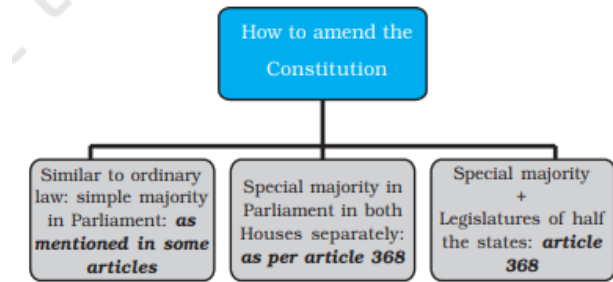 How to amend the
Constitution
Similar to ordinary
law: simple majority
in Parliament: as
mentioned in some
articles
Special majority in
Parliament in both
Houses separately:
as per article 368
Special majority
+
Legislatures of half
the states: article
368